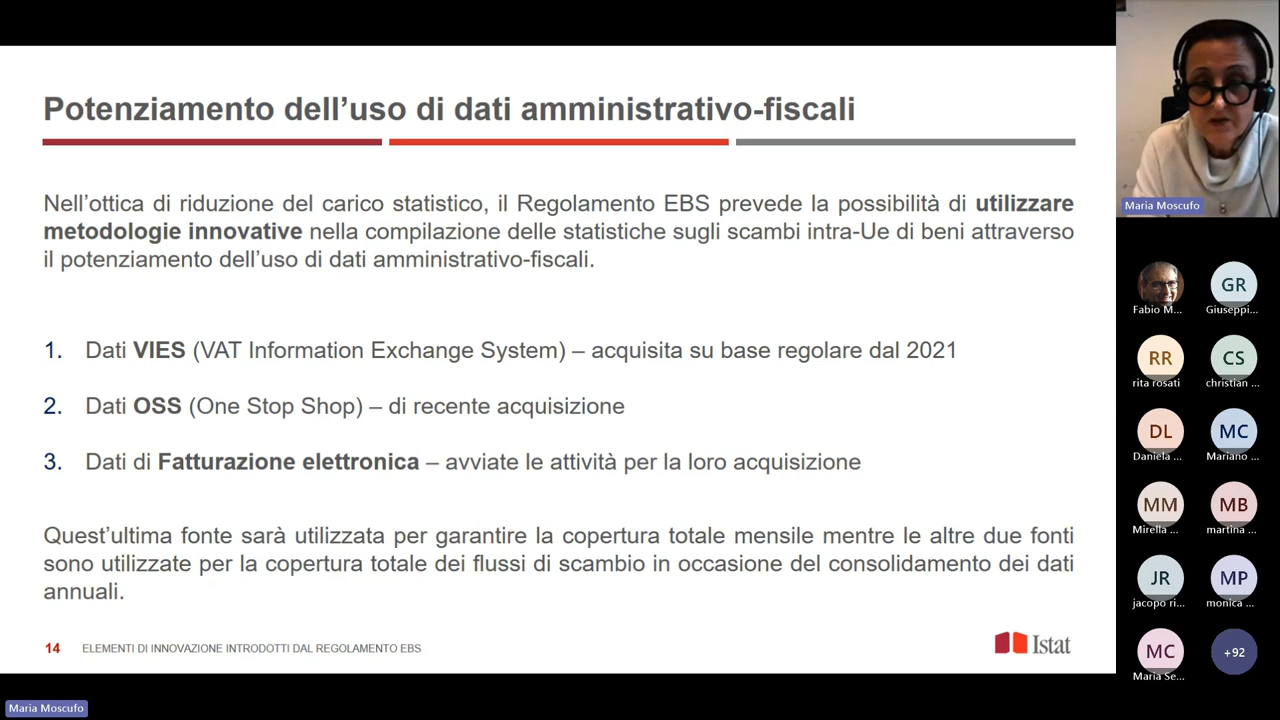 Potenziamento dell’uso di dati amministrativo-fiscali
Nell’ottica di riduzione del carico statistico, il Regolamento EBS prevede la possibilità di utilizzare
metodologie innovative nella compilazione delle statistiche sugli scambi intra-Ue di beni attraverso
il potenziamento dell’uso di dati amministrativo-fiscali.
1. Dati VIES (VAT Information Exchange System) – acquisita su base regolare dal 2021
2. Dati OSS (One Stop Shop) – di recente acquisizione
3. Dati di Fatturazione elettronica – avviate le attività per la loro acquisizione
Quest’ultima fonte sarà utilizzata per garantire la copertura totale mensile mentre le altre due fonti
sono utilizzate per la copertura totale dei flussi di scambio in occasione del consolidamento dei dati
annuali.
14 ELEMENTI DI INNOVAZIONE INTRODOTTI DAL REGOLAMENTO EBS
Istat
Maria Moscufo
Maria Moscufo
GR
Fabio M... Giuseppi...
RR CS
rita rosati christian ...
DL MC
Daniela ... Mariano ...
MM MB
Mirella ... martina ...
JR MP
jacopo ri... monica ...
MC +92
Maria Se...